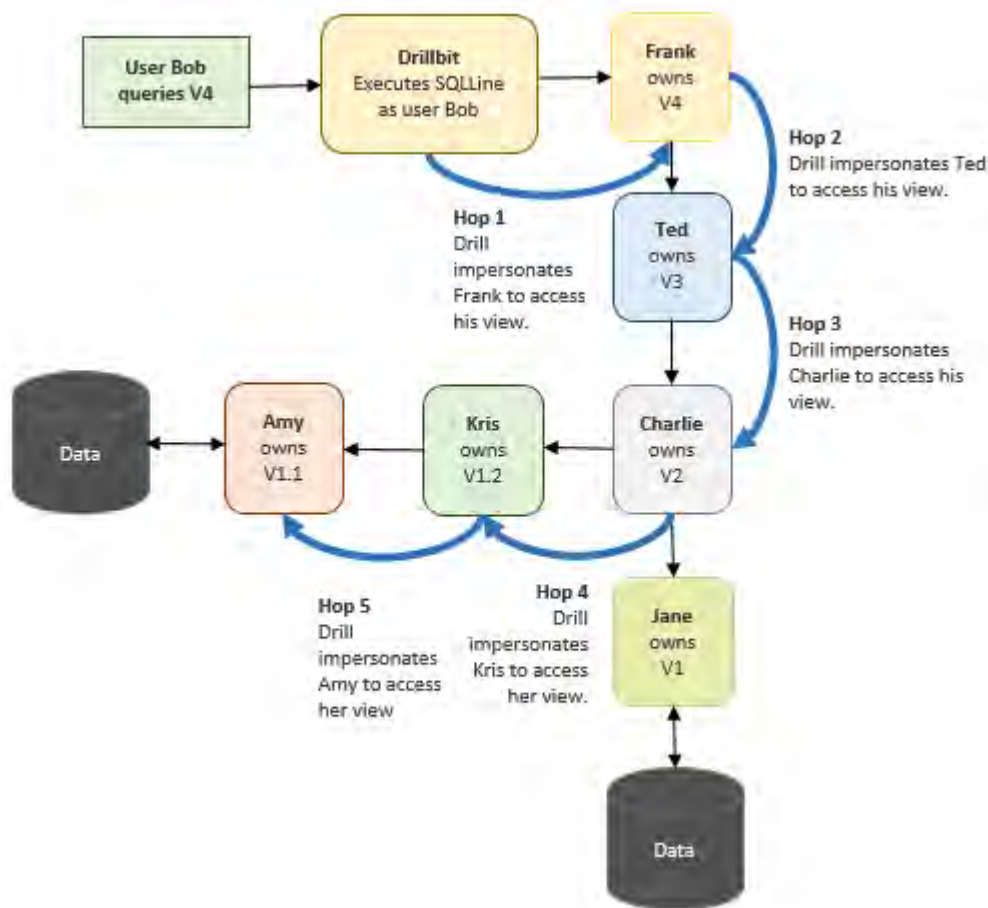 User Bob
queries V4
Drillbit
Executes SQLLine
as user Bob
Frank
owns
V4
Hop 2
Drill impersonates Ted
to access his view.
Hop 1
Drill
impersonates
Frank to access
his view.
Ted
owns
V3
Hop 3
Drill impersonates
Charlie to access his
view.
Data
Amy
owns
V1.1
Kris
owns
V1.2
Charlie
owns
V2
Hop 5
Drill
impersonates
Amy to access
her view
Hop 4
Drill
impersonates
Kris to access
her view.
Jane
owns
V1
Data